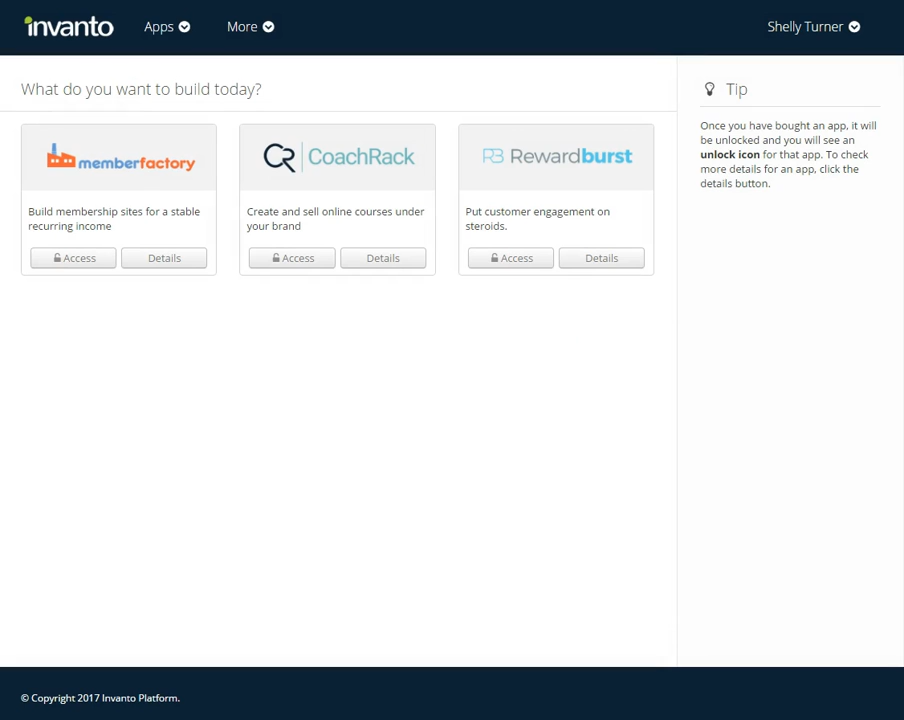 invanto
Apps
More
Shelly Turner
What do you want to build today?
memberfactory
Build membership sites for a stable
recurring income
Access
Details
CR CoachRack
Create and sell online courses under
your brand
Access
Details
RB Rewardburst
Put customer engagement on
steroids.
Access
Details
Tip
Once you have bought an app, it will
be unlocked and you will see an
unlock icon for that app. To check
more details for an app, click the
details button.
© Copyright 2017 Invanto Platform.